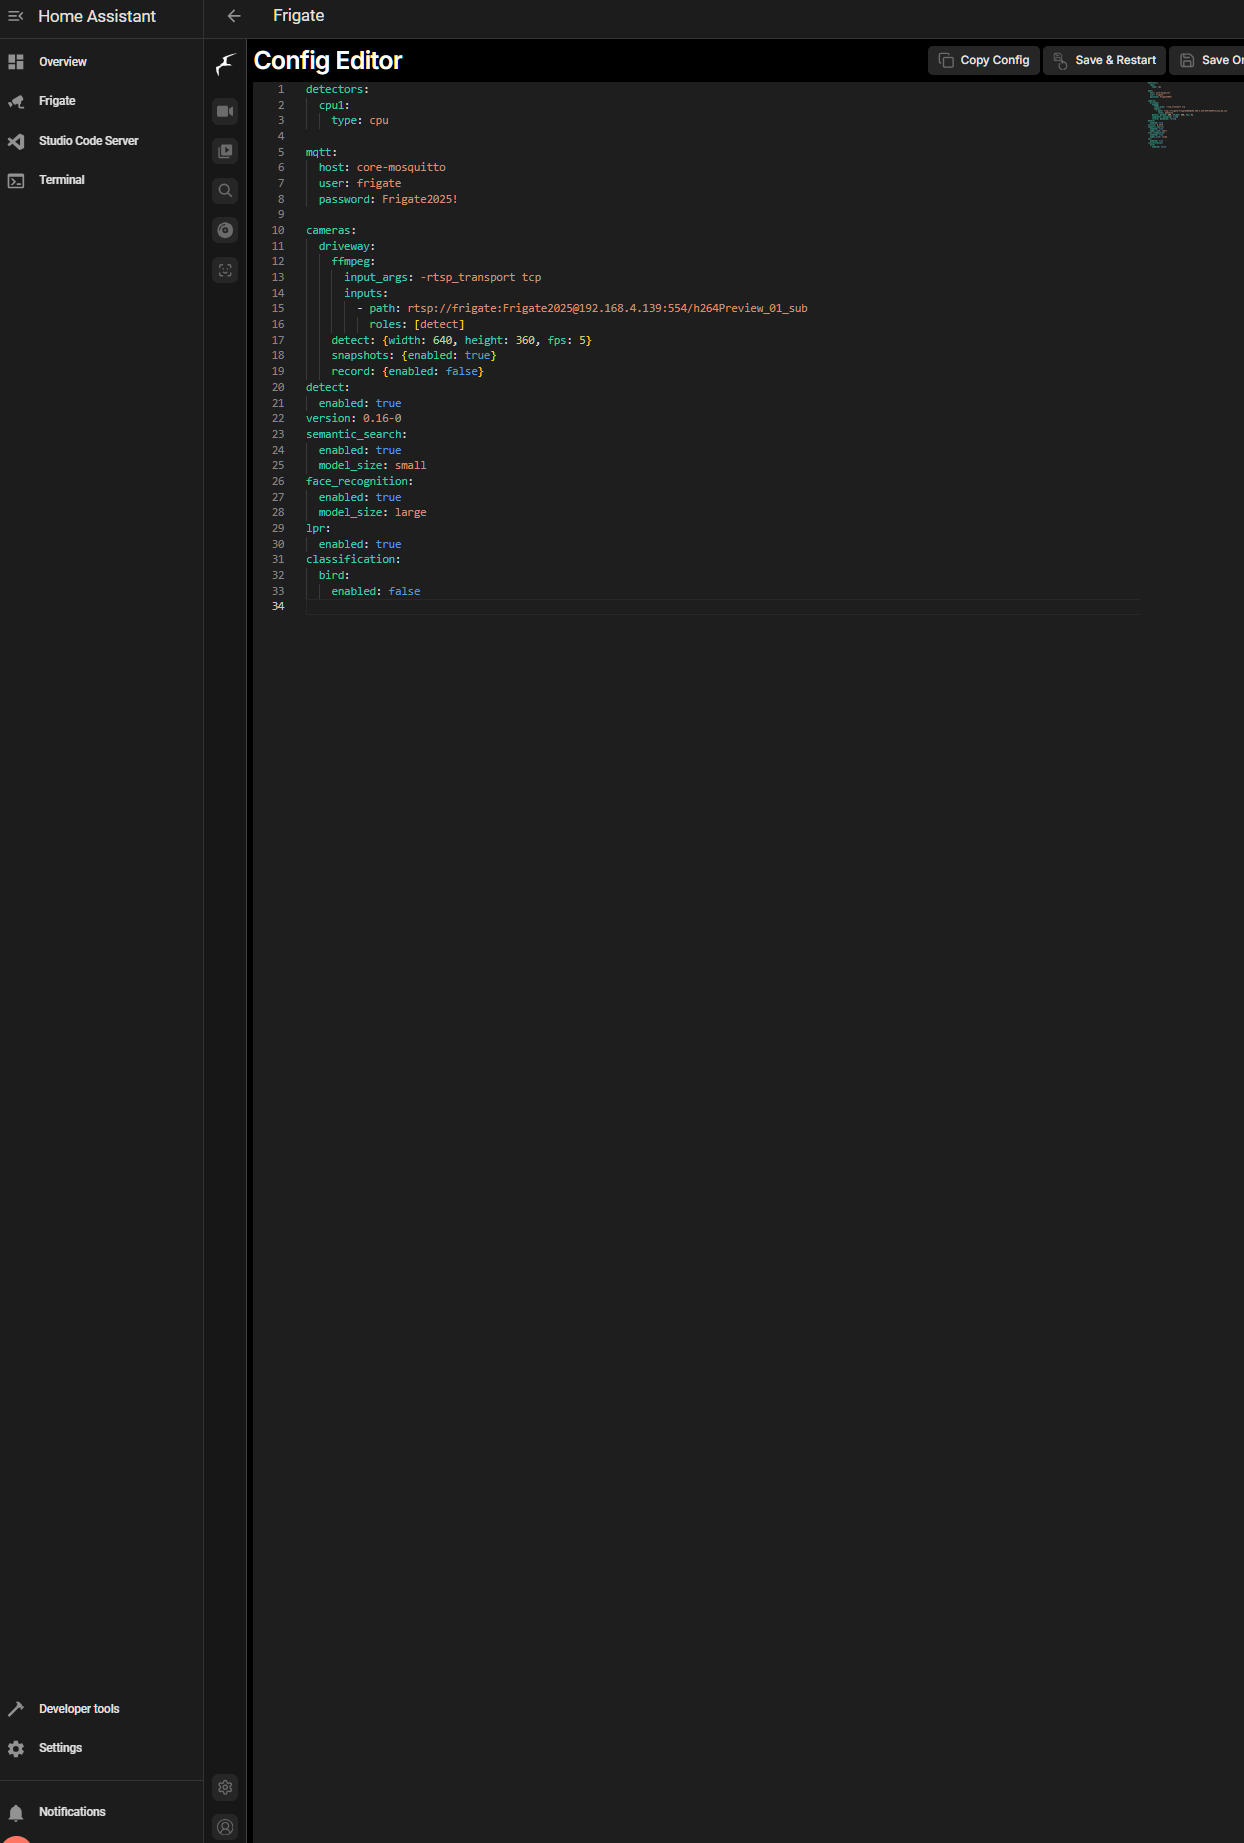 Home Assistant
Frigate
Overview
Frigate
Studio Code Server
Terminal
Developer tools
Settings
Notifications
Config Editor
Copy Config
Save & Restart
Save On
1 detectors:
2 cpu1:
3 type: cpu
4
5 mqtt:
6 host: core-mosquitto
7 user: frigate
8 password: Frigate2025!
9
10 cameras:
11 driveway:
12 ffmpeg:
13 input_args: -rtsp_transport tcp
14 inputs:
15 - path: rtsp://frigate:Frigate2025@192.168.4.139:554/h264Preview_01_sub
16 roles: [detect]
17 detect: {width: 640, height: 360, fps: 5}
18 snapshots: {enabled: true}
19 record: {enabled: false}
20 detect:
21 enabled: true
22 version: 0.16-0
23 semantic_search:
24 enabled: true
25 model_size: small
26 face_recognition:
27 enabled: true
28 model_size: large
29 lpr:
30 enabled: true
31 classification:
32 bird:
33 enabled: false
34